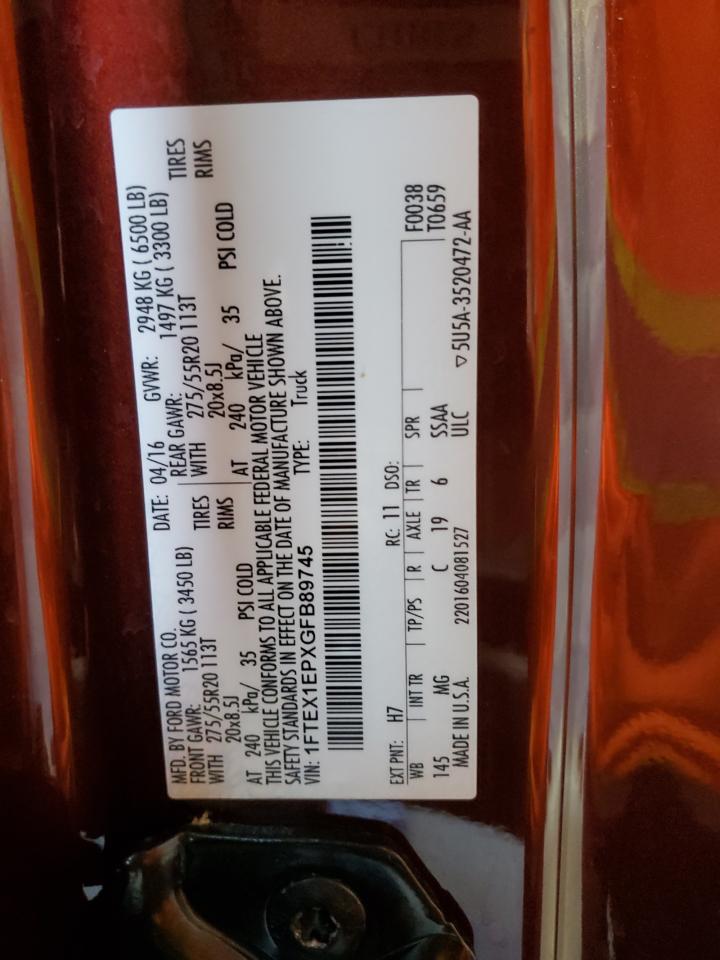 MFD. BY FORD MOTOR CO. DATE: 04/16 GVWR: 2948 KG ( 6500 LB)
FRONT GAWR: 1565 KG ( 3450 LB) REAR GAWR: 1497 KG ( 3300 LB)
WITH 275/55R20 113T TIRES WITH 275/55R20 113T TIRES
20x8.5J RIMS 20x8.5J RIMS
AT 240 kPa/ 35 PSI COLD AT 240 kPa/ 35 PSI COLD
THIS VEHICLE CONFORMS TO ALL APPLICABLE FEDERAL MOTOR VEHICLE
SAFETY STANDARDS IN EFFECT ON THE DATE OF MANUFACTURE SHOWN ABOVE.
VIN: 1FTEX1EPXGFB89745 TYPE: Truck
EXT PNT: H7 RC: 11 DSO: F0038
WB INT TR TP/PS R AXLE TR SPR T0659
145 MG C 19 6 SSAA
MADE IN U.S.A. 2201604081527 ULC ▽5U5A-3520472-AA